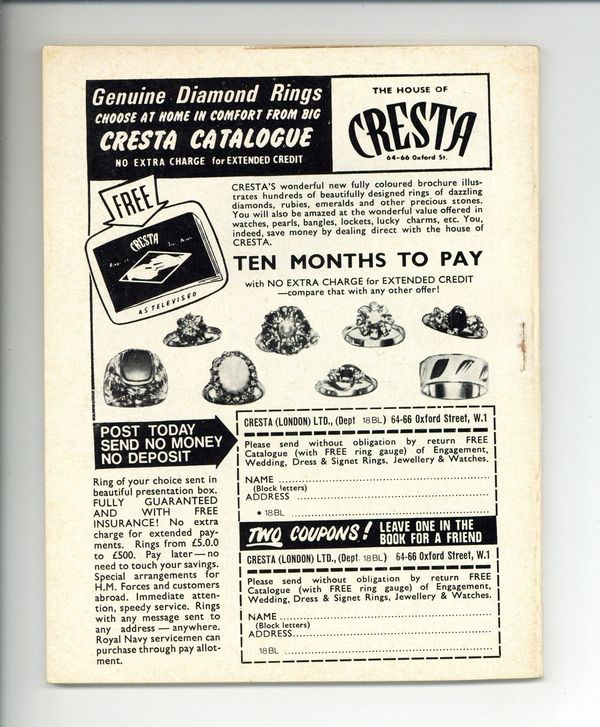 Genuine Diamond Rings
CHOOSE AT HOME IN COMFORT FROM BIG
CRESTA CATALOGUE
NO EXTRA CHARGE for EXTENDED CREDIT
THE HOUSE OF
CRESTA
64-66 Oxford St.
FREE
CRESTA
AS TELEVISED
CRESTA'S wonderful new fully coloured brochure illus-
trates hundreds of beautifully designed rings of dazzling
diamonds, rubies, emeralds and other precious stones.
You will also be amazed at the wonderful value offered in
watches, pearls, bangles, lockets, lucky charms, etc. You,
indeed, save money by dealing direct with the house of
CRESTA.
TEN MONTHS TO PAY
with NO EXTRA CHARGE for EXTENDED CREDIT
—compare that with any other offer!
POST TODAY
SEND NO MONEY
NO DEPOSIT
Ring of your choice sent in
beautiful presentation box.
FULLY GUARANTEED
AND WITH FREE
INSURANCE! No extra
charge for extended pay-
ments. Rings from £5.0.0
to £500. Pay later—no
need to touch your savings.
Special arrangements for
H.M. Forces and customers
abroad. Immediate atten-
tion, speedy service. Rings
with any message sent to
any address — anywhere.
Royal Navy servicemen can
purchase through pay allot-
ment.
CRESTA (LONDON) LTD., (Dept 18BL) 64-66 Oxford Street, W.1
Please send without obligation by return FREE
Catalogue (with FREE ring gauge) of Engagement,
Wedding, Dress & Signet Rings, Jewellery & Watches.
NAME
(Block letters)
ADDRESS
• 18BL
TWO COUPONS! LEAVE ONE IN THE
BOOK FOR A FRIEND
CRESTA (LONDON) LTD., (Dept. 18BL) 64-66 Oxford Street, W.1
Please send without obligation by return FREE
Catalogue (with FREE ring gauge) of Engagement,
Wedding, Dress & Signet Rings, Jewellery & Watches.
NAME
(Block letters)
ADDRESS
18BL